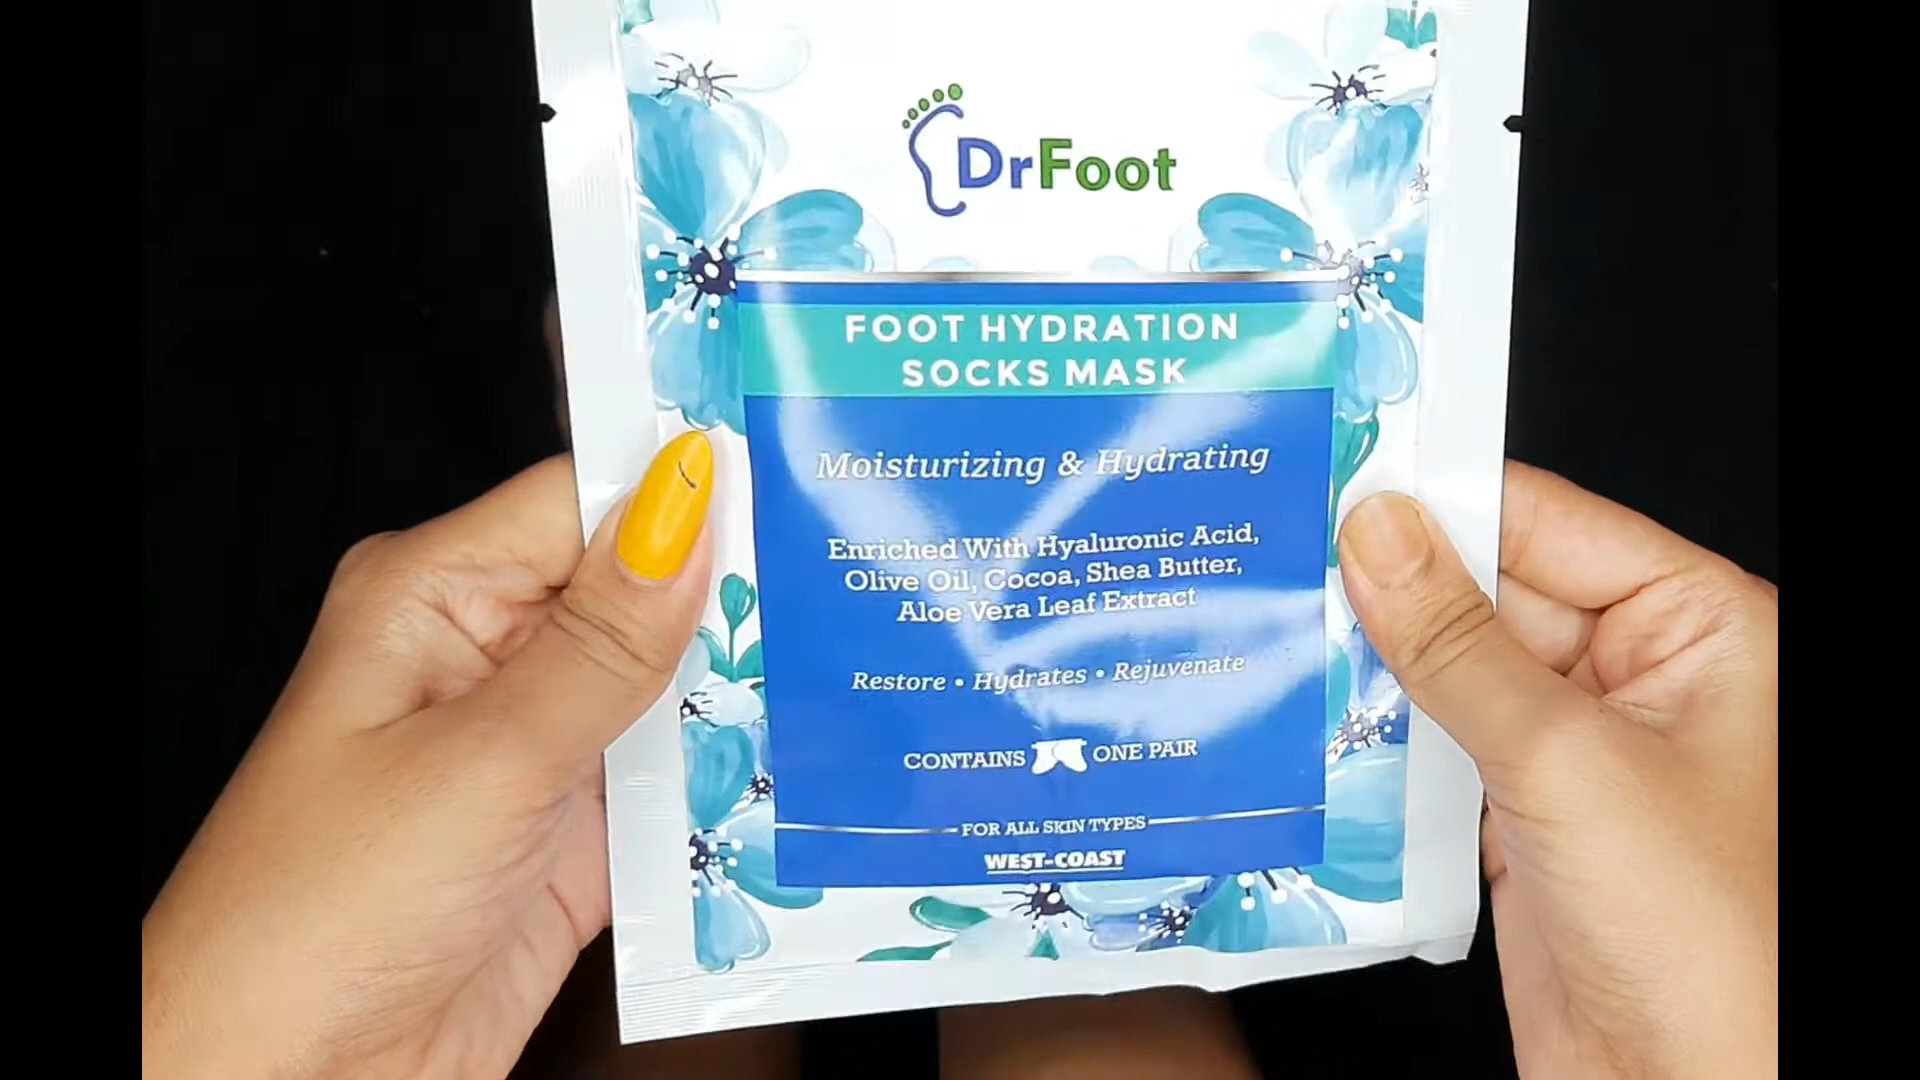 DrFoot
FOOT HYDRATION
SOCKS MASK
Moisturizing & Hydrating
Enriched With Hyaluronic Acid,
Olive Oil, Cocoa, Shea Butter,
Aloe Vera Leaf Extract
Restore • Hydrates • Rejuvenate
CONTAINS ONE PAIR
FOR ALL SKIN TYPES
WEST-COAST